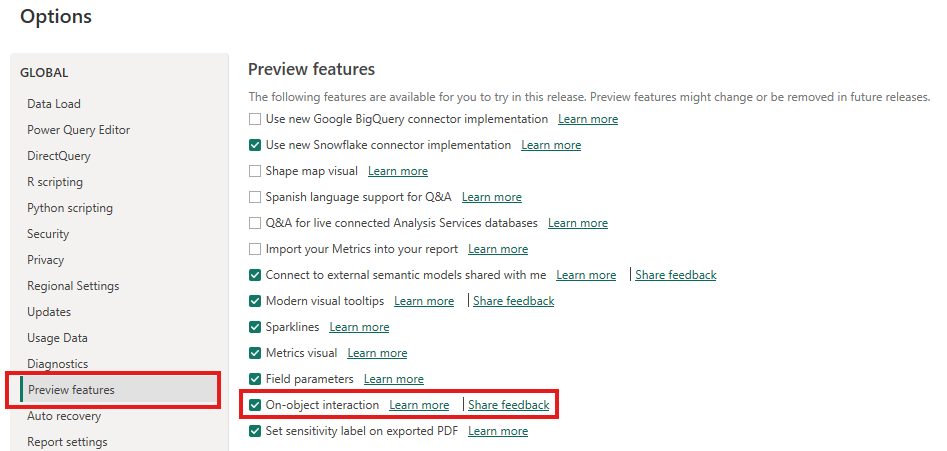 Options
GLOBAL
Data Load
Power Query Editor
DirectQuery
R scripting
Python scripting
Security
Privacy
Regional Settings
Updates
Usage Data
Diagnostics
Preview features
Auto recovery
Report settings
Preview features
The following features are available for you to try in this release. Preview features might change or be removed in future releases.
Use new Google BigQuery connector implementation Learn more
Use new Snowflake connector implementation Learn more
Shape map visual Learn more
Spanish language support for Q&A Learn more
Q&A for live connected Analysis Services databases Learn more
Import your Metrics into your report Learn more
Connect to external semantic models shared with me Learn more | Share feedback
Modern visual tooltips Learn more | Share feedback
Sparklines Learn more
Metrics visual Learn more
Field parameters Learn more
On-object interaction Learn more | Share feedback
Set sensitivity label on exported PDF Learn more